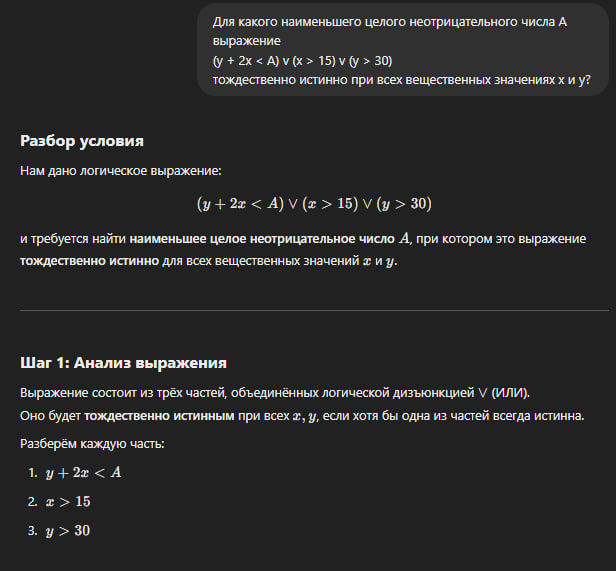 Для какого наименьшего целого неотрицательного числа A
выражение
(y + 2x < A) v (x > 15) v (y > 30)
тождественно истинно при всех вещественных значениях x и y?
Разбор условия
Нам дано логическое выражение:
(y + 2x < A) ∨ (x > 15) ∨ (y > 30)
и требуется найти наименьшее целое неотрицательное число A, при котором это выражение
тождественно истинно для всех вещественных значений x и y.
Шаг 1: Анализ выражения
Выражение состоит из трёх частей, объединённых логической дизъюнкцией ∨ (ИЛИ).
Оно будет тождественно истинным при всех x, y, если хотя бы одна из частей всегда истинна.
Разберём каждую часть:
1. y + 2x < A
2. x > 15
3. y > 30